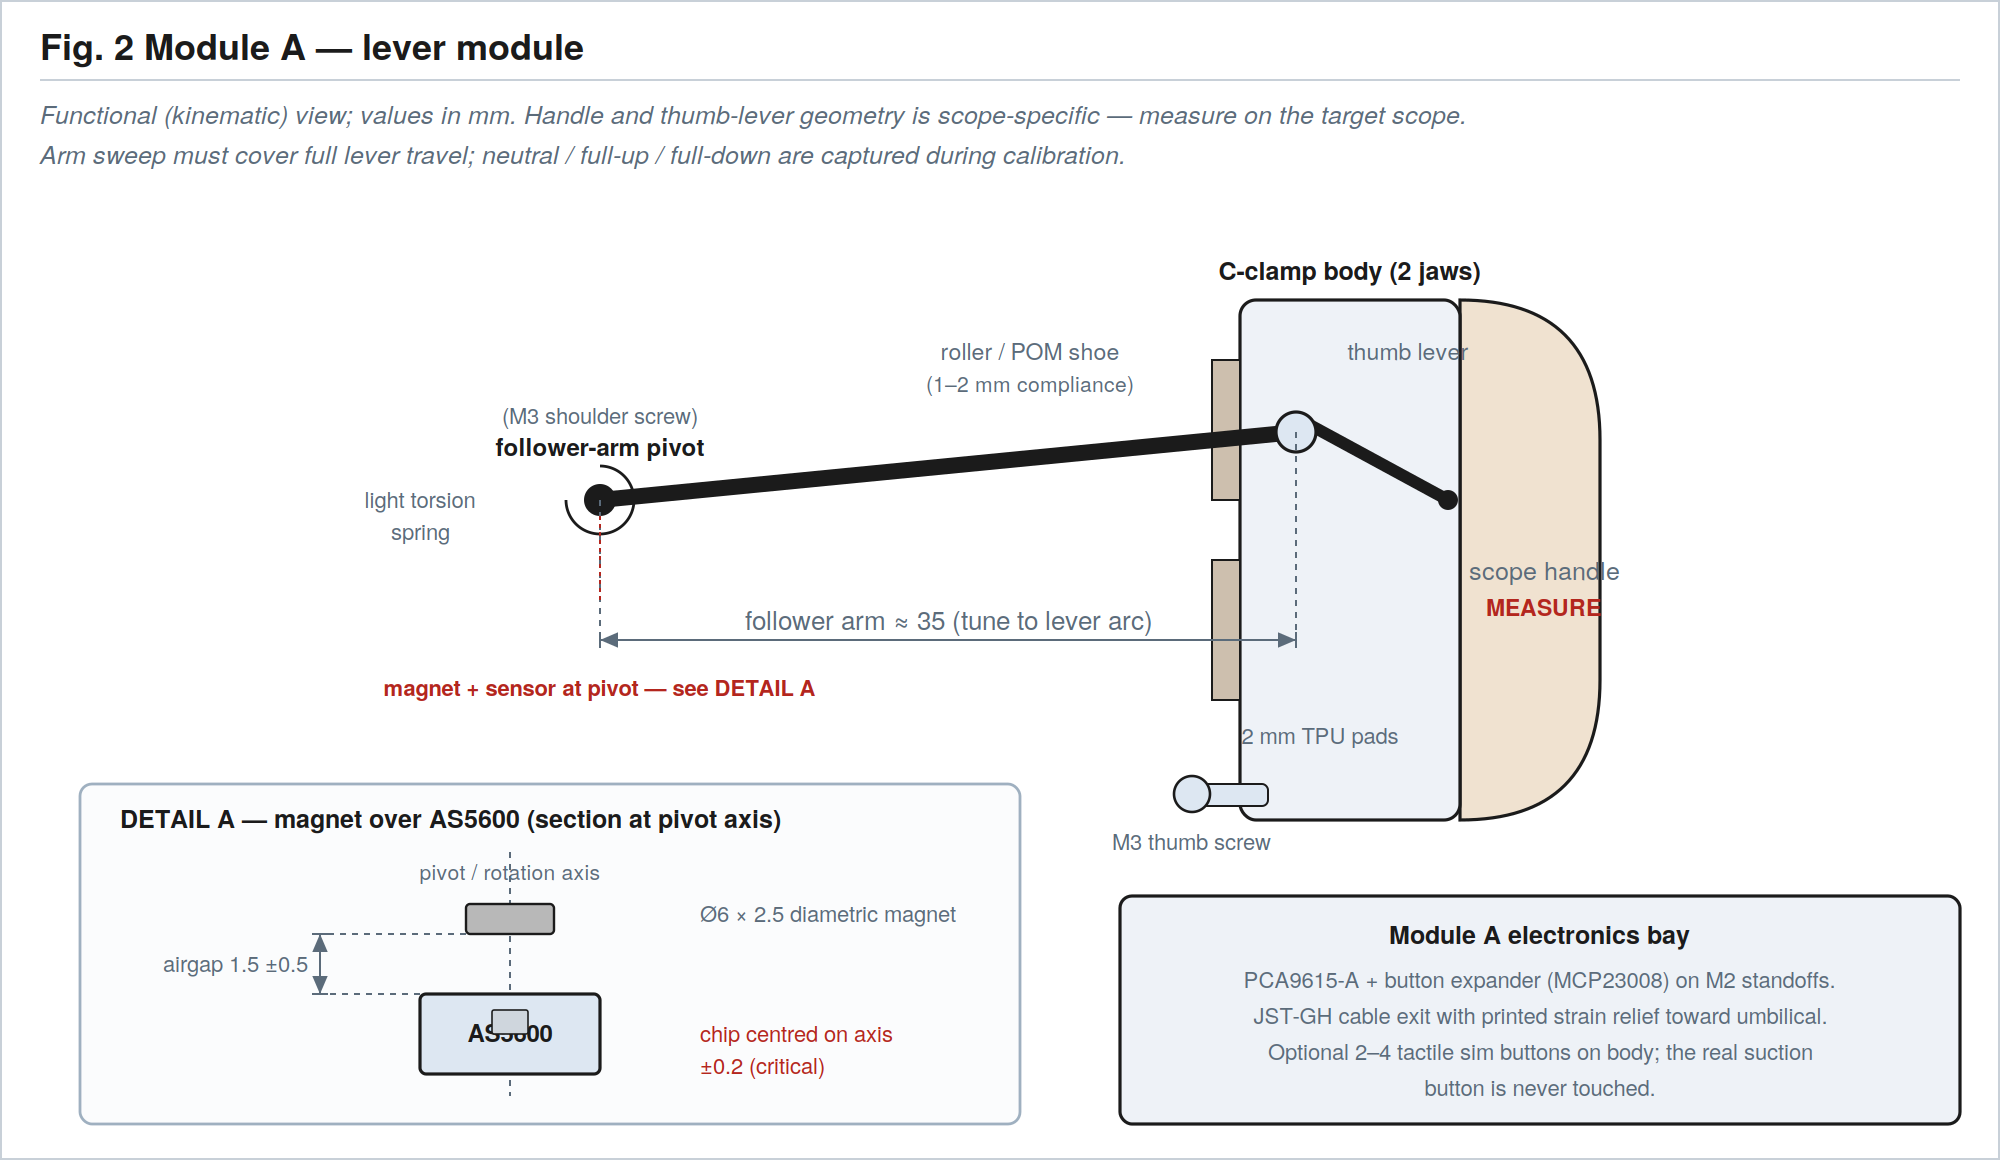 Fig. 2 Module A — lever module
Functional (kinematic) view; values in mm. Handle and thumb-lever geometry is scope-specific — measure on the target scope.
Arm sweep must cover full lever travel; neutral / full-up / full-down are captured during calibration.
C-clamp body (2 jaws)
roller / POM shoe
(1–2 mm compliance)
thumb lever
(M3 shoulder screw)
follower-arm pivot
light torsion
spring
scope handle
MEASURE
follower arm ≈ 35 (tune to lever arc)
magnet + sensor at pivot — see DETAIL A
2 mm TPU pads
M3 thumb screw
DETAIL A — magnet over AS5600 (section at pivot axis)
pivot / rotation axis
Ø6 × 2.5 diametric magnet
airgap 1.5 ±0.5
AS5600
chip centred on axis
±0.2 (critical)
Module A electronics bay
PCA9615-A + button expander (MCP23008) on M2 standoffs.
JST-GH cable exit with printed strain relief toward umbilical.
Optional 2–4 tactile sim buttons on body; the real suction
button is never touched.